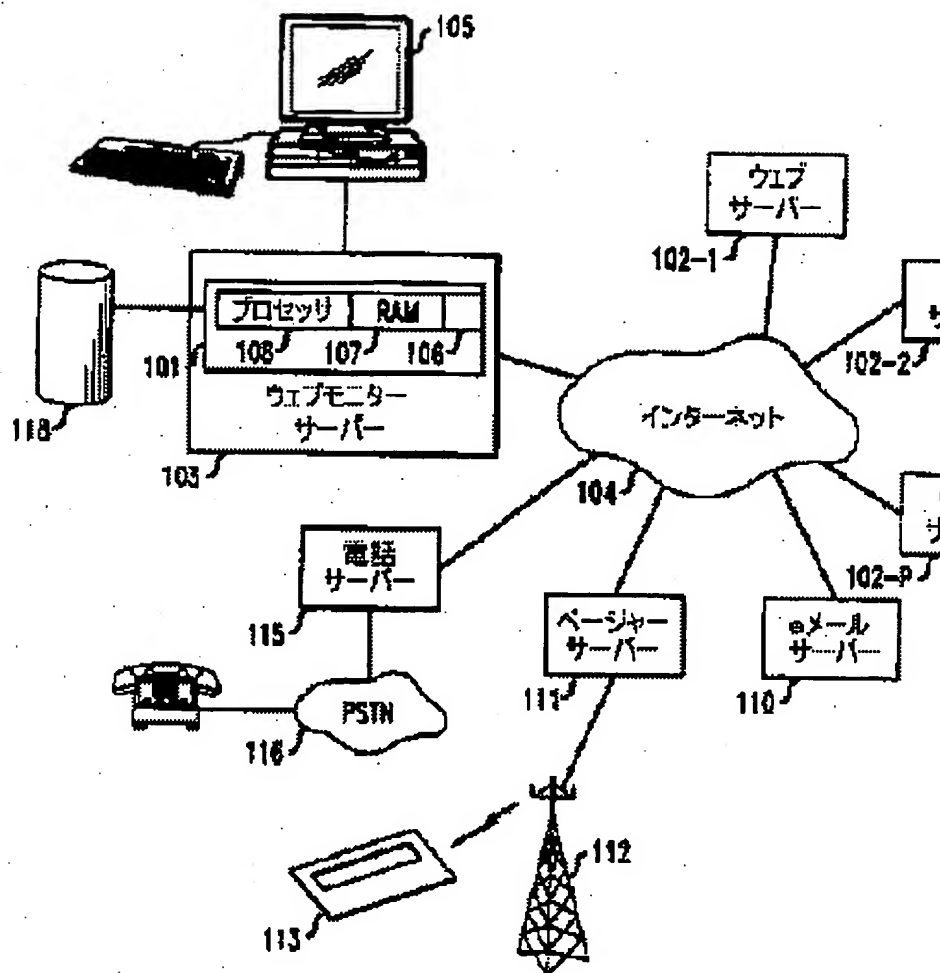 105
ウェブ
サーバー
102-1
サ
102-2
プロセッサ RAM
101
107
106
118
ウェブモニター
サーバー
103
インターネット
104
サ
102-P
電話
サーバー
115
ページャー
サーバー
111
eメール
サーバー
110
PSTN
116
112
113